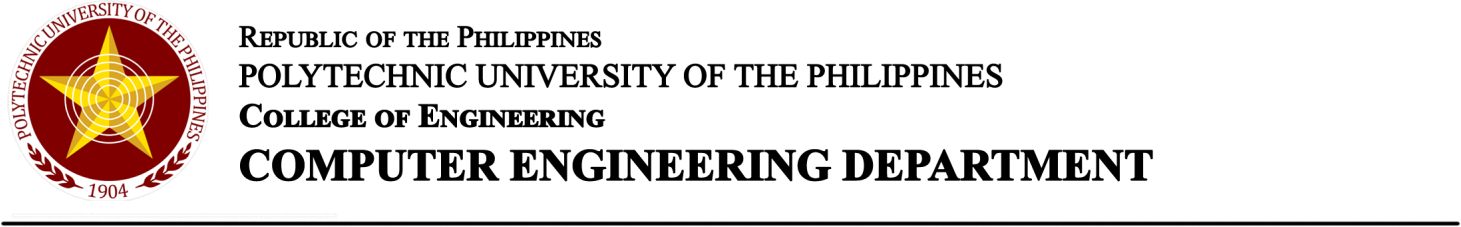 POLYTECHNIC UNIVERSITY OF THE PHILIPPINES
1904
REPUBLIC OF THE PHILIPPINES
POLYTECHNIC UNIVERSITY OF THE PHILIPPINES
COLLEGE OF ENGINEERING
COMPUTER ENGINEERING DEPARTMENT